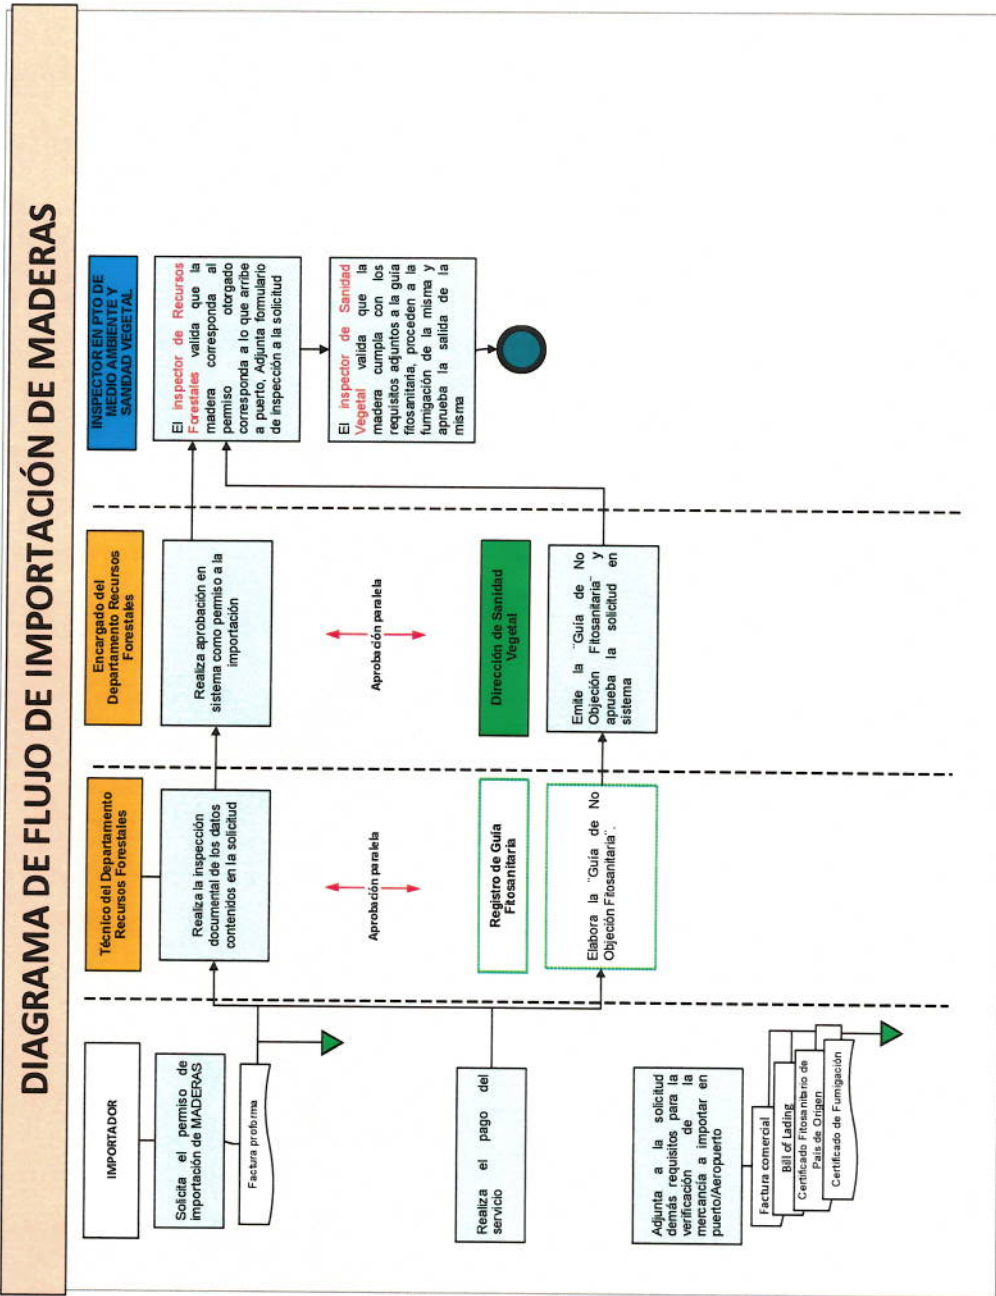 DIAGRAMA DE FLUJO DE IMPORTACIÓN DE MADERAS
IMPORTADOR
Solicita el permiso de
importación de MADERAS
Factura proforma
Realiza el pago del
servicio
Adjunta a la solicitud
demás requisitos para la
verificación de la
mercancía a importar en
puerto/Aeropuerto
Factura comercial
Bill of Lading
Certificado Fitosanitario de
País de Origen
Certificado de Fumigación
Técnico del Departamento
Recursos Forestales
Realiza la inspección
documental de los datos
contenidos en la solicitud
Aprobación paralela
Registro de Guía
Fitosanitaria
Elabora la ¨Guía de No
Objeción Fitosanitaria¨.
Encargado del
Departamento Recursos
Forestales
Realiza aprobación en
sistema como permiso a la
importación
Aprobación paralela
Dirección de Sanidad
Vegetal
Emite la ¨Guía de No
Objeción Fitosanitaria¨ y
aprueba la solicitud en
sistema
INSPECTOR EN PTO DE
MEDIO AMBIENTE Y
SANIDAD VEGETAL
El inspector de Recursos
Forestales valida que la
madera corresponda al
permiso otorgado
corresponda a lo que arribe
a puerto, Adjunta formulario
de inspección a la solicitud
El inspector de Sanidad
Vegetal valida que la
madera cumpla con los
requisitos adjuntos a la guía
fitosanitaria, proceden a la
fumigación de la misma y
aprueba la salida de la
misma